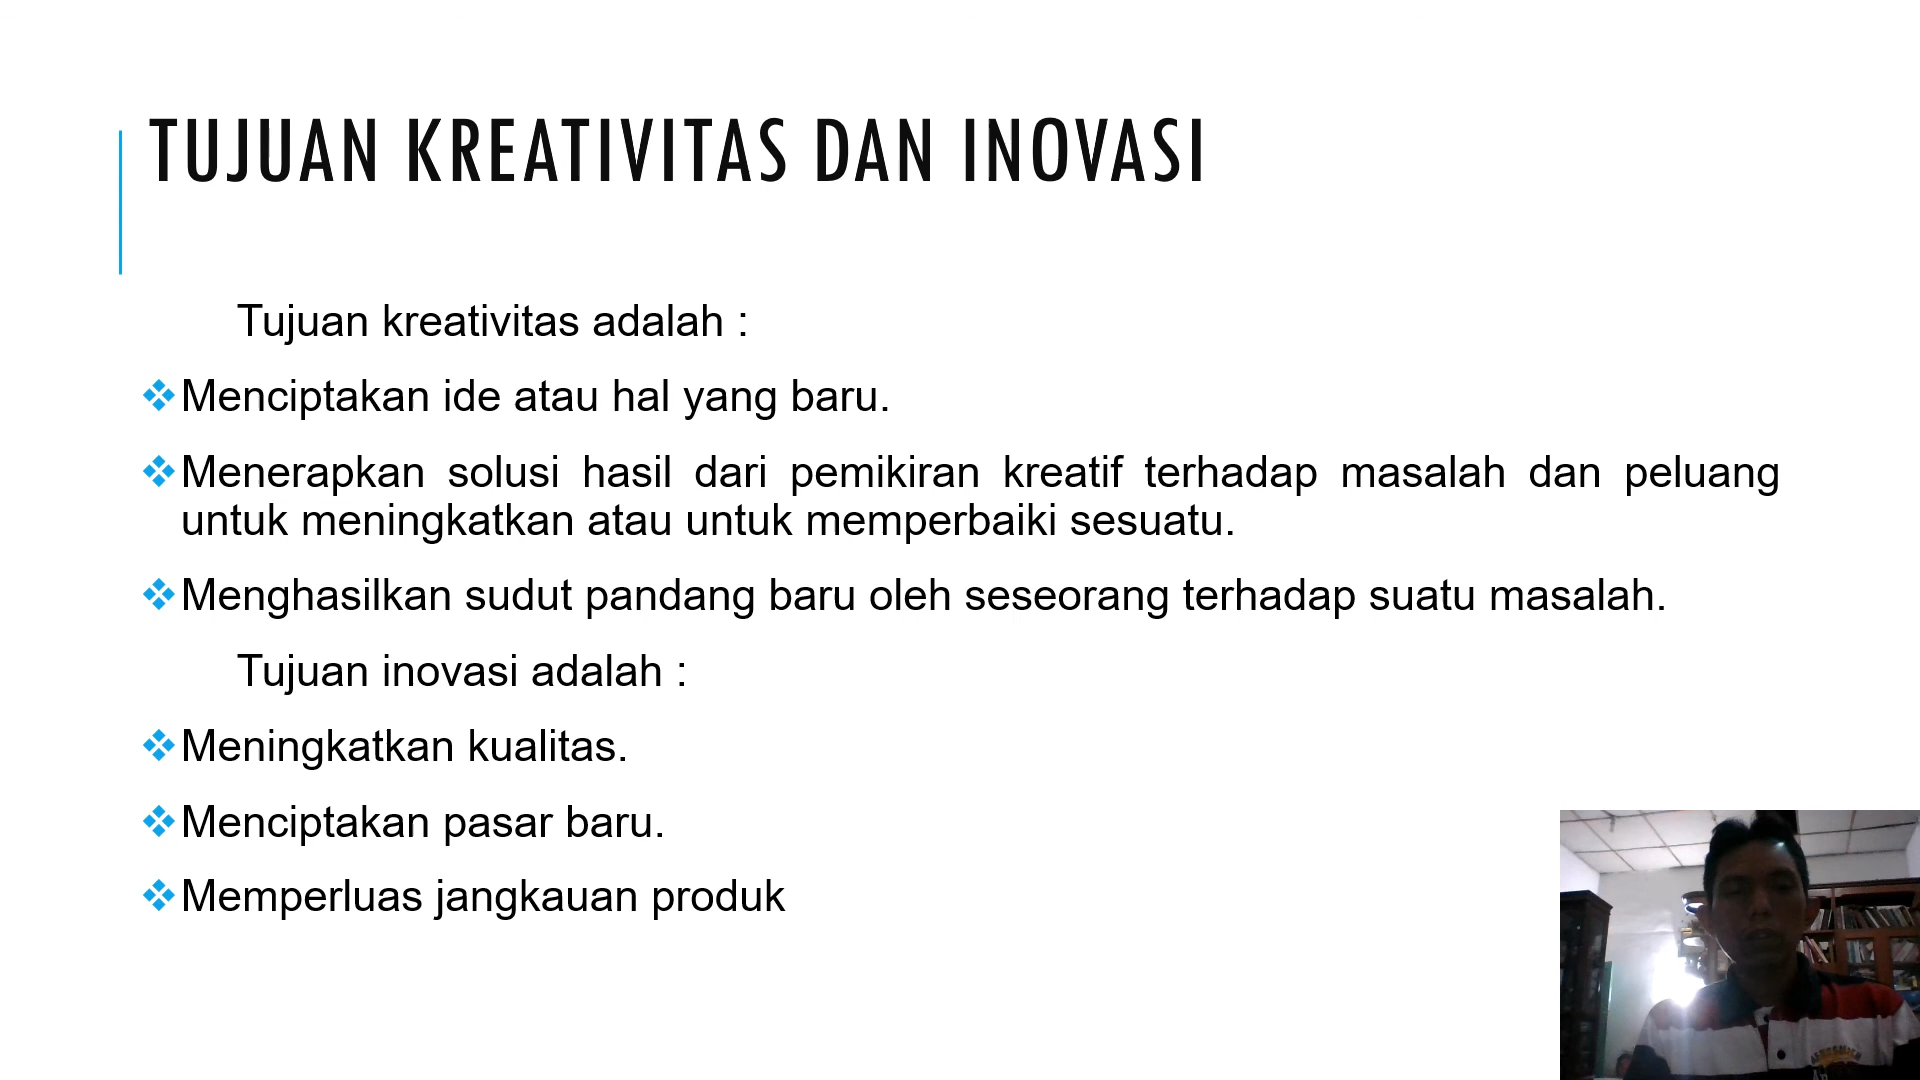 TUJUAN KREATIVITAS DAN INOVASI
Tujuan kreativitas adalah :
Menciptakan ide atau hal yang baru.
Menerapkan solusi hasil dari pemikiran kreatif terhadap masalah dan peluang
untuk meningkatkan atau untuk memperbaiki sesuatu.
Menghasilkan sudut pandang baru oleh seseorang terhadap suatu masalah.
Tujuan inovasi adalah :
Meningkatkan kualitas.
Menciptakan pasar baru.
Memperluas jangkauan produk